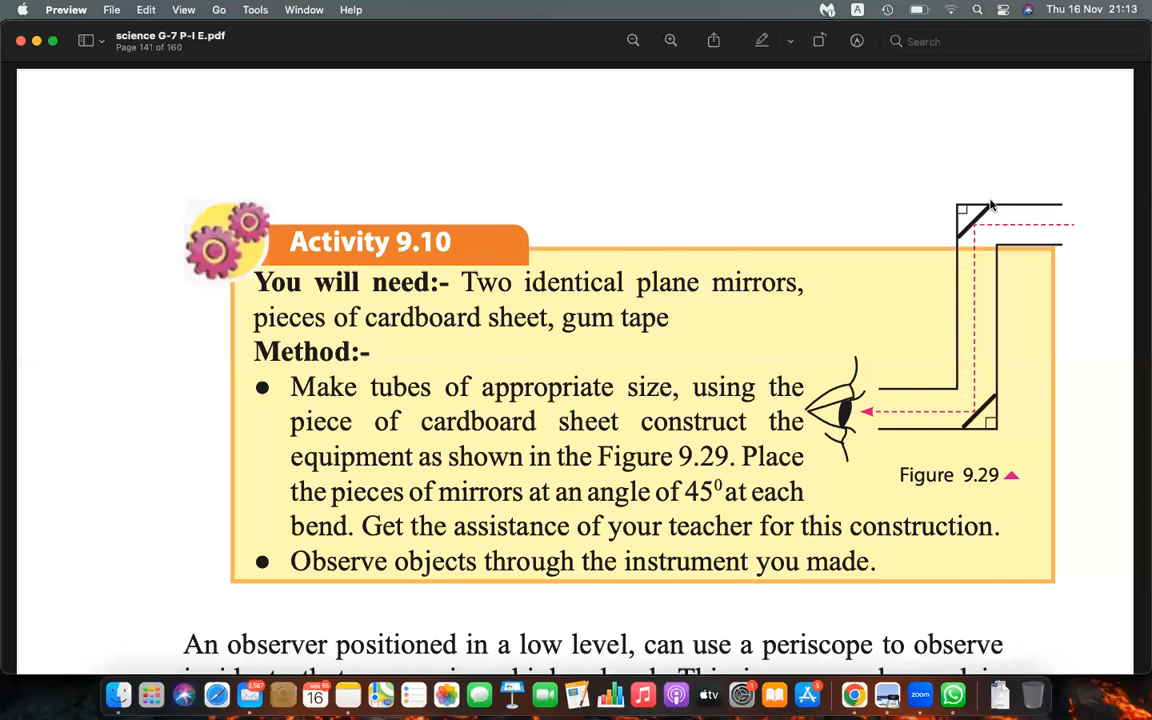 Preview File Edit View Go Tools Window Help A Thu 16 Nov 21:13
science G-7 P-I E.pdf
Page 141 of 160
Search
Activity 9.10
You will need:- Two identical plane mirrors,
pieces of cardboard sheet, gum tape
Method:-
● Make tubes of appropriate size, using the
piece of cardboard sheet construct the
equipment as shown in the Figure 9.29. Place
the pieces of mirrors at an angle of 45⁰ at each
bend. Get the assistance of your teacher for this construction.
● Observe objects through the instrument you made.
Figure 9.29
An observer positioned in a low level, can use a periscope to observe
NOV
16
tv
zoom